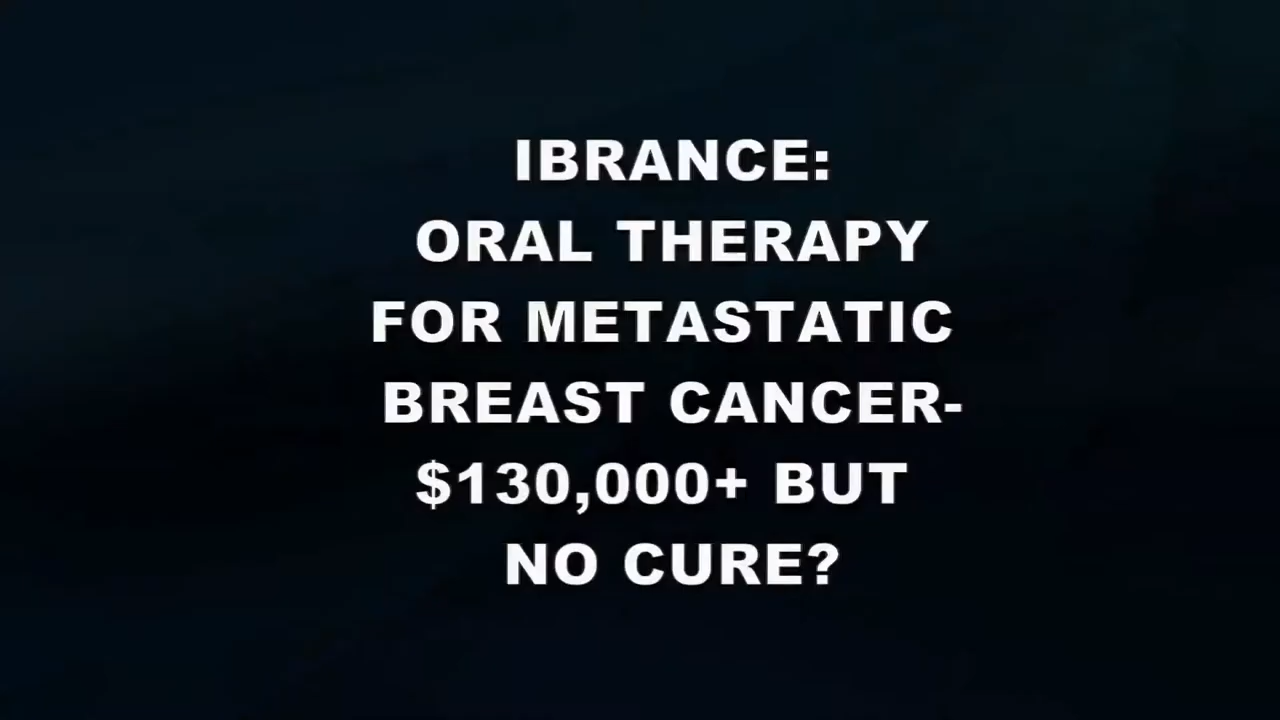 IBRANCE:
ORAL THERAPY
FOR METASTATIC
BREAST CANCER-
$130,000+ BUT
NO CURE?